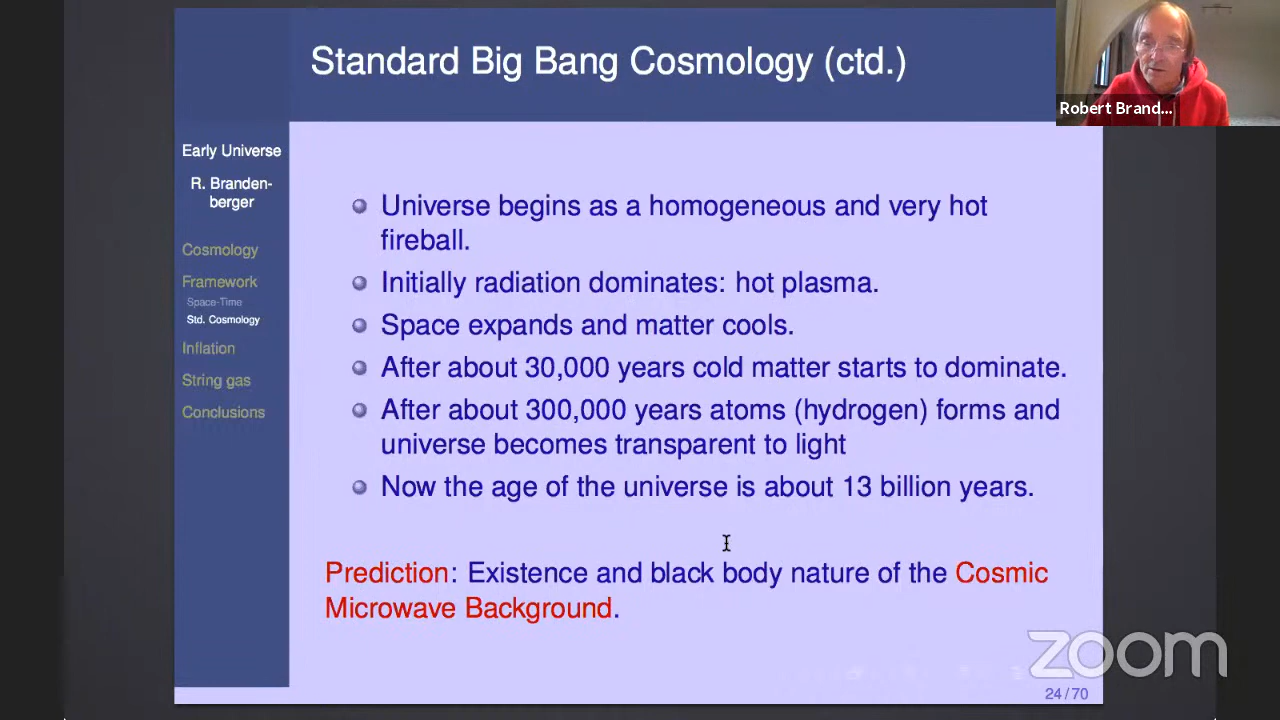 Standard Big Bang Cosmology (ctd.)
Robert Brand...
Early Universe
R. Branden-
berger
Cosmology
Framework
Space-Time
Std. Cosmology
Inflation
String gas
Conclusions
Universe begins as a homogeneous and very hot
fireball.
Initially radiation dominates: hot plasma.
Space expands and matter cools.
After about 30,000 years cold matter starts to dominate.
After about 300,000 years atoms (hydrogen) forms and
universe becomes transparent to light
Now the age of the universe is about 13 billion years.
Prediction: Existence and black body nature of the Cosmic
Microwave Background.
zoom
24 / 70